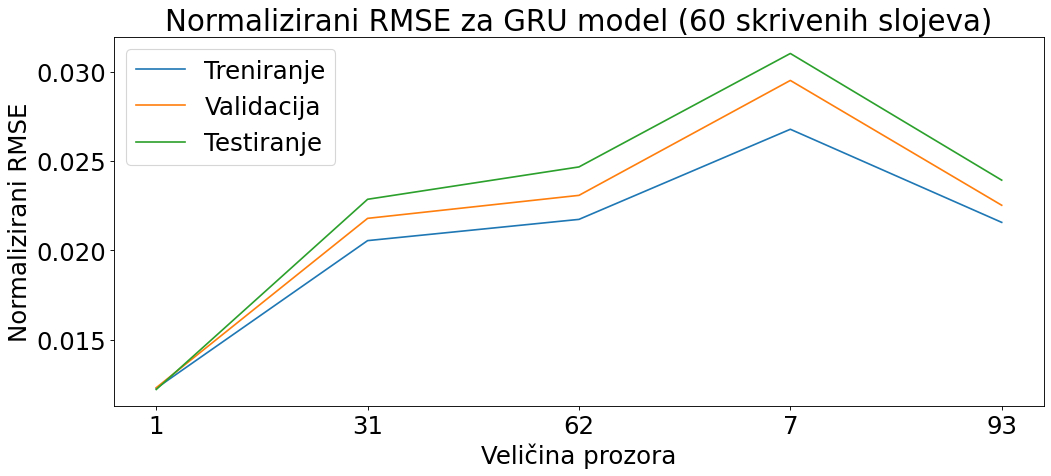 Normalizirani RMSE za GRU model (60 skrivenih slojeva)
Treniranje
Validacija
Testiranje
Normalizirani RMSE
0.030
0.025
0.020
0.015
1 31 62 7 93
Veličina prozora